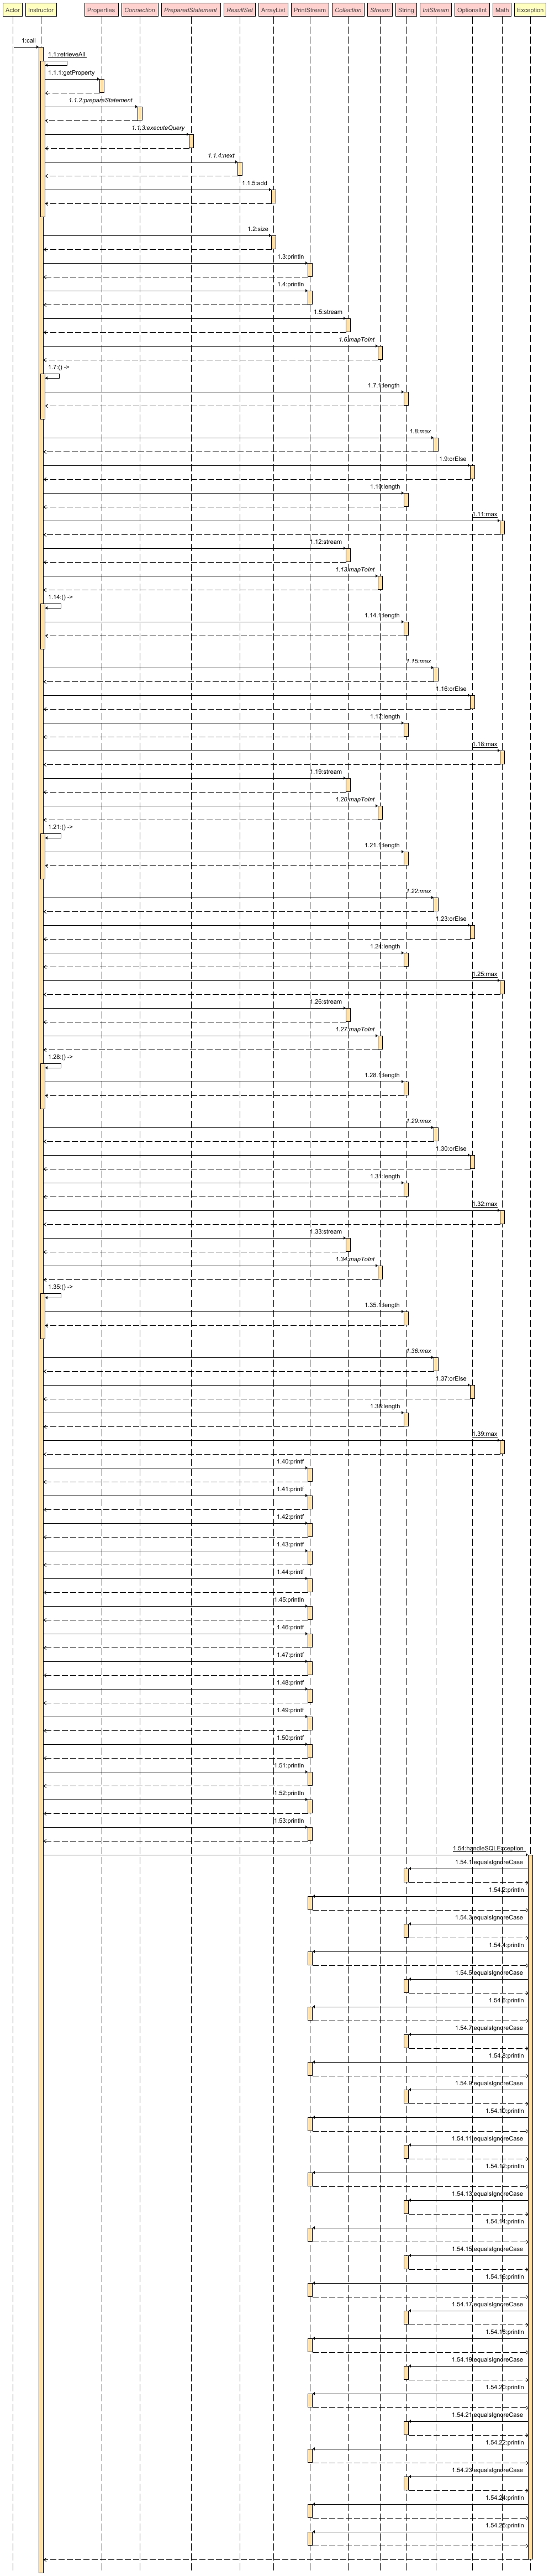 Actor
Instructor
Properties
Connection
PreparedStatement
ResultSet
ArrayList
PrintStream
Collection
Stream
String
IntStream
OptionalInt
Math
Exception
1:call
1.1:retrieveAll
1.1.1:getProperty
1.1.2:prepareStatement
1.1.3:executeQuery
1.1.4:next
1.1.5:add
1.2:size
1.3:println
1.4:println
1.5:stream
1.6:mapToInt
1.7:() ->
1.7.1:length
1.8:max
1.9:orElse
1.10:length
1.11:max
1.12:stream
1.13:mapToInt
1.14:() ->
1.14.1:length
1.15:max
1.16:orElse
1.17:length
1.18:max
1.19:stream
1.20:mapToInt
1.21:() ->
1.21.1:length
1.22:max
1.23:orElse
1.24:length
1.25:max
1.26:stream
1.27:mapToInt
1.28:() ->
1.28.1:length
1.29:max
1.30:orElse
1.31:length
1.32:max
1.33:stream
1.34:mapToInt
1.35:() ->
1.35.1:length
1.36:max
1.37:orElse
1.38:length
1.39:max
1.40:printf
1.41:printf
1.42:printf
1.43:printf
1.44:printf
1.45:println
1.46:printf
1.47:printf
1.48:printf
1.49:printf
1.50:printf
1.51:println
1.52:println
1.53:println
1.54:handleSQLException
1.54.1:equalsIgnoreCase
1.54.2:println
1.54.3:equalsIgnoreCase
1.54.4:println
1.54.5:equalsIgnoreCase
1.54.6:println
1.54.7:equalsIgnoreCase
1.54.8:println
1.54.9:equalsIgnoreCase
1.54.10:println
1.54.11:equalsIgnoreCase
1.54.12:println
1.54.13:equalsIgnoreCase
1.54.14:println
1.54.15:equalsIgnoreCase
1.54.16:println
1.54.17:equalsIgnoreCase
1.54.18:println
1.54.19:equalsIgnoreCase
1.54.20:println
1.54.21:equalsIgnoreCase
1.54.22:println
1.54.23:equalsIgnoreCase
1.54.24:println
1.54.25:println